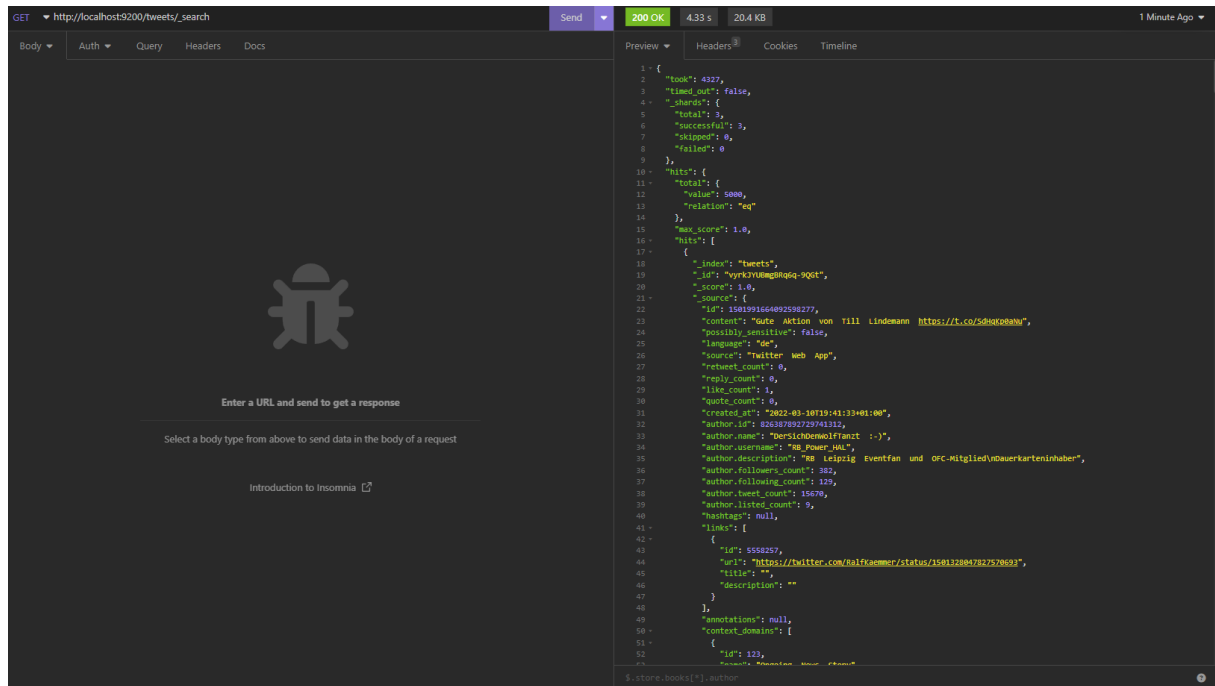 GET http://localhost:9200/tweets/_search Send 200 OK 4.33 s 20.4 KB 1 Minute Ago
Body Auth Query Headers Docs Preview Headers 3 Cookies Timeline
Enter a URL and send to get a response
Select a body type from above to send data in the body of a request
Introduction to Insomnia
1 {
2 "took": 4327,
3 "timed_out": false,
4 "_shards": {
5 "total": 3,
6 "successful": 3,
7 "skipped": 0,
8 "failed": 0
9 },
10 "hits": {
11 "total": {
12 "value": 5000,
13 "relation": "eq"
14 },
15 "max_score": 1.0,
16 "hits": [
17 {
18 "_index": "tweets",
19 "_id": "vyrkJYUBmgBRq6q-9QGt",
20 "_score": 1.0,
21 "_source": {
22 "id": 1501991664092598277,
23 "content": "Gute Aktion von Till Lindemann https://t.co/SdHqKp0aNu",
24 "possibly_sensitive": false,
25 "language": "de",
26 "source": "Twitter Web App",
27 "retweet_count": 0,
28 "reply_count": 0,
29 "like_count": 1,
30 "quote_count": 0,
31 "created_at": "2022-03-10T19:41:33+01:00",
32 "author.id": 826387892729741312,
33 "author.name": "DerSichDenWolfTanzt :-)",
34 "author.username": "RB_Power_HAL",
35 "author.description": "RB Leipzig Eventfan und OFC-Mitglied\nDauerkarteninhaber",
36 "author.followers_count": 382,
37 "author.following_count": 129,
38 "author.tweet_count": 15670,
39 "author.listed_count": 9,
40 "hashtags": null,
41 "links": [
42 {
43 "id": 5558257,
44 "url": "https://twitter.com/RalfKaemmer/status/1501328047827570693",
45 "title": "",
46 "description": ""
47 }
48 ],
49 "annotations": null,
50 "context_domains": [
51 {
52 "id": 123,
"name": "Ongoing News Story"
$.store.books[*].author